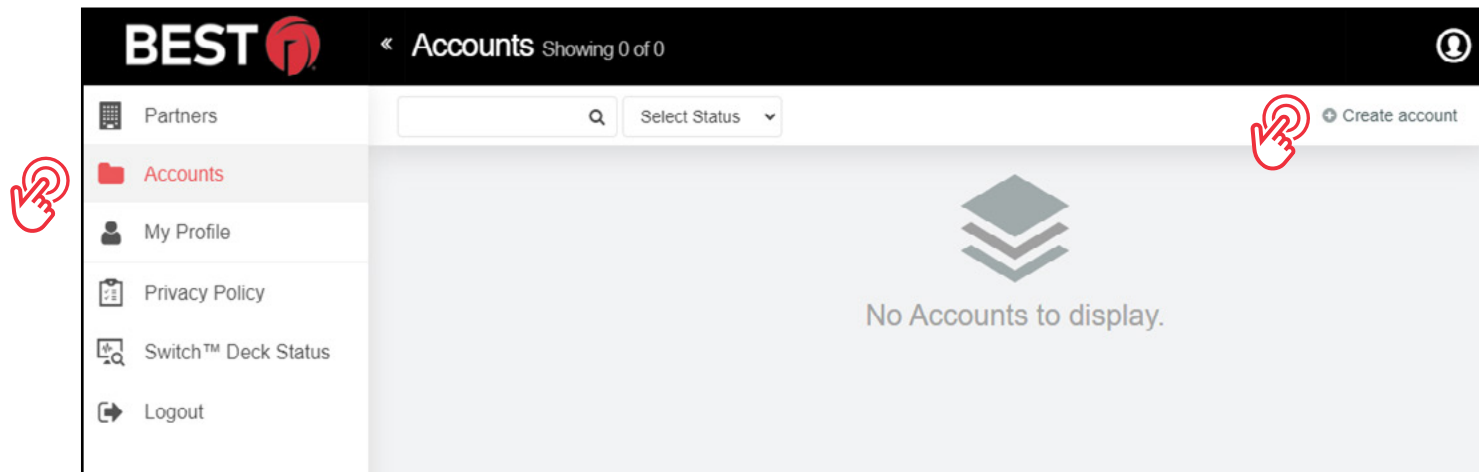 BEST
« Accounts Showing 0 of 0
Partners
Select Status
Create account
Accounts
My Profile
Privacy Policy
No Accounts to display.
Switch™ Deck Status
Logout